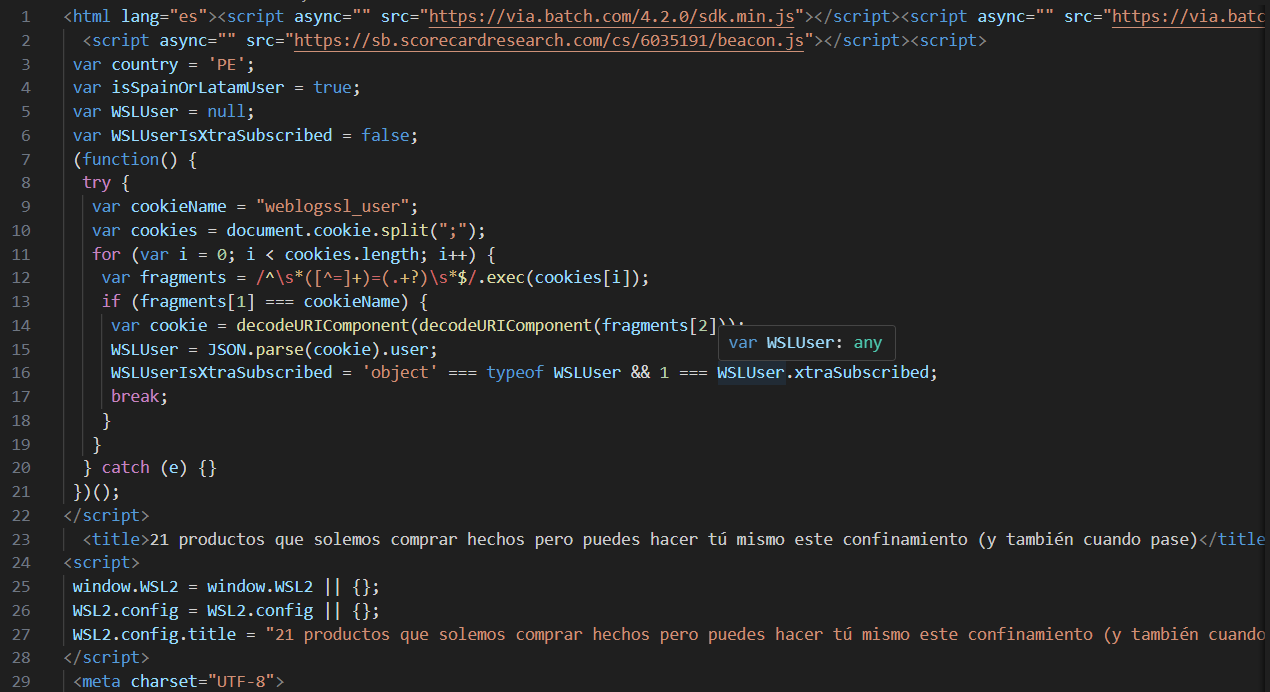 1 <html lang="es"><script async="" src="https://via.batch.com/4.2.0/sdk.min.js"></script><script async="" src="https://via.batc
2 <script async="" src="https://sb.scorecardresearch.com/cs/6035191/beacon.js"></script><script>
3 var country = 'PE';
4 var isSpainOrLatamUser = true;
5 var WSLUser = null;
6 var WSLUserIsXtraSubscribed = false;
7 (function() {
8 try {
9 var cookieName = "weblogssl_user";
10 var cookies = document.cookie.split(";");
11 for (var i = 0; i < cookies.length; i++) {
12 var fragments = /^\s*([^=]+)=(.+?)\s*$/.exec(cookies[i]);
13 if (fragments[1] === cookieName) {
14 var cookie = decodeURIComponent(decodeURIComponent(fragments[2]));
var WSLUser: any
15 WSLUser = JSON.parse(cookie).user;
16 WSLUserIsXtraSubscribed = 'object' === typeof WSLUser && 1 === WSLUser.xtraSubscribed;
17 break;
18 }
19 }
20 } catch (e) {}
21 })();
22 </script>
23 <title>21 productos que solemos comprar hechos pero puedes hacer tú mismo este confinamiento (y también cuando pase)</title
24 <script>
25 window.WSL2 = window.WSL2 || {};
26 WSL2.config = WSL2.config || {};
27 WSL2.config.title = "21 productos que solemos comprar hechos pero puedes hacer tú mismo este confinamiento (y también cuando
28 </script>
29 <meta charset="UTF-8">